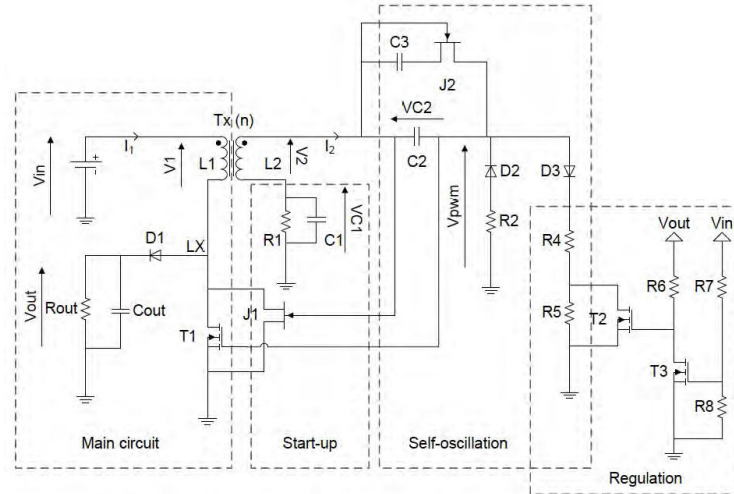 C3
J2
Tx (n)
VC2
I1
V1
L1
L2
V2
I2
C2
Vin
+
-
VC1
Vpwm
D2
D3
R1
C1
R2
Vout
Vin
D1
LX
R4
R6
R7
Vout
Rout
Cout
J1
T1
R5
T2
T3
R8
Main circuit
Start-up
Self-oscillation
Regulation